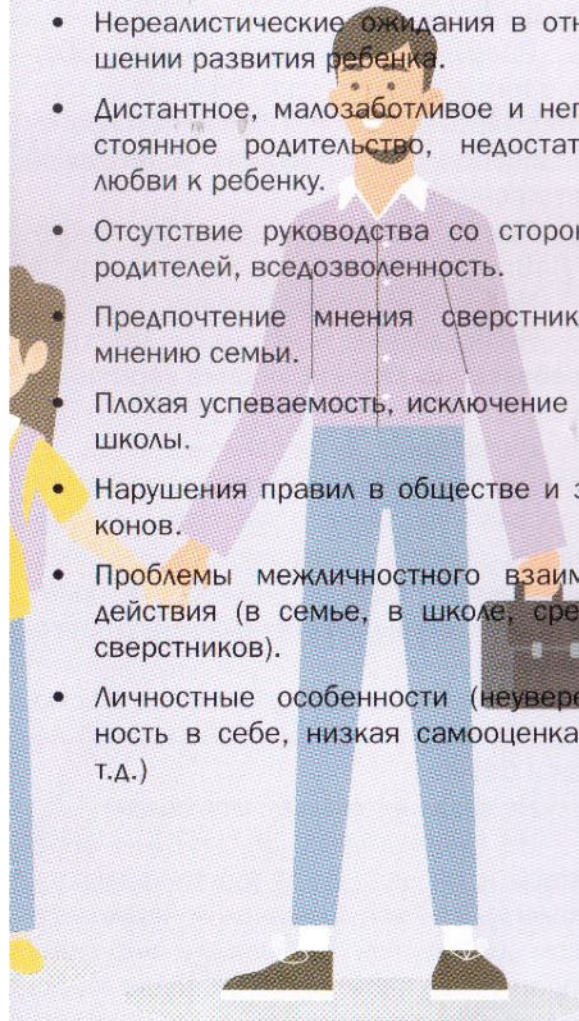 • Нереалистические ожидания в отн
шении развития ребенка.
• Дистантное, малозаботливое и неп
стоянное родительство, недостат
любви к ребенку.
• Отсутствие руководства со сторон
родителей, вседозволенность.
• Предпочтение мнения сверстник
мнению семьи.
• Плохая успеваемость, исключение
школы.
• Нарушения правил в обществе и з
конов.
• Проблемы межличностного взаим
действия (в семье, в школе, сре
сверстников).
• Личностные особенности (неувере
ность в себе, низкая самооценка
т.д.)